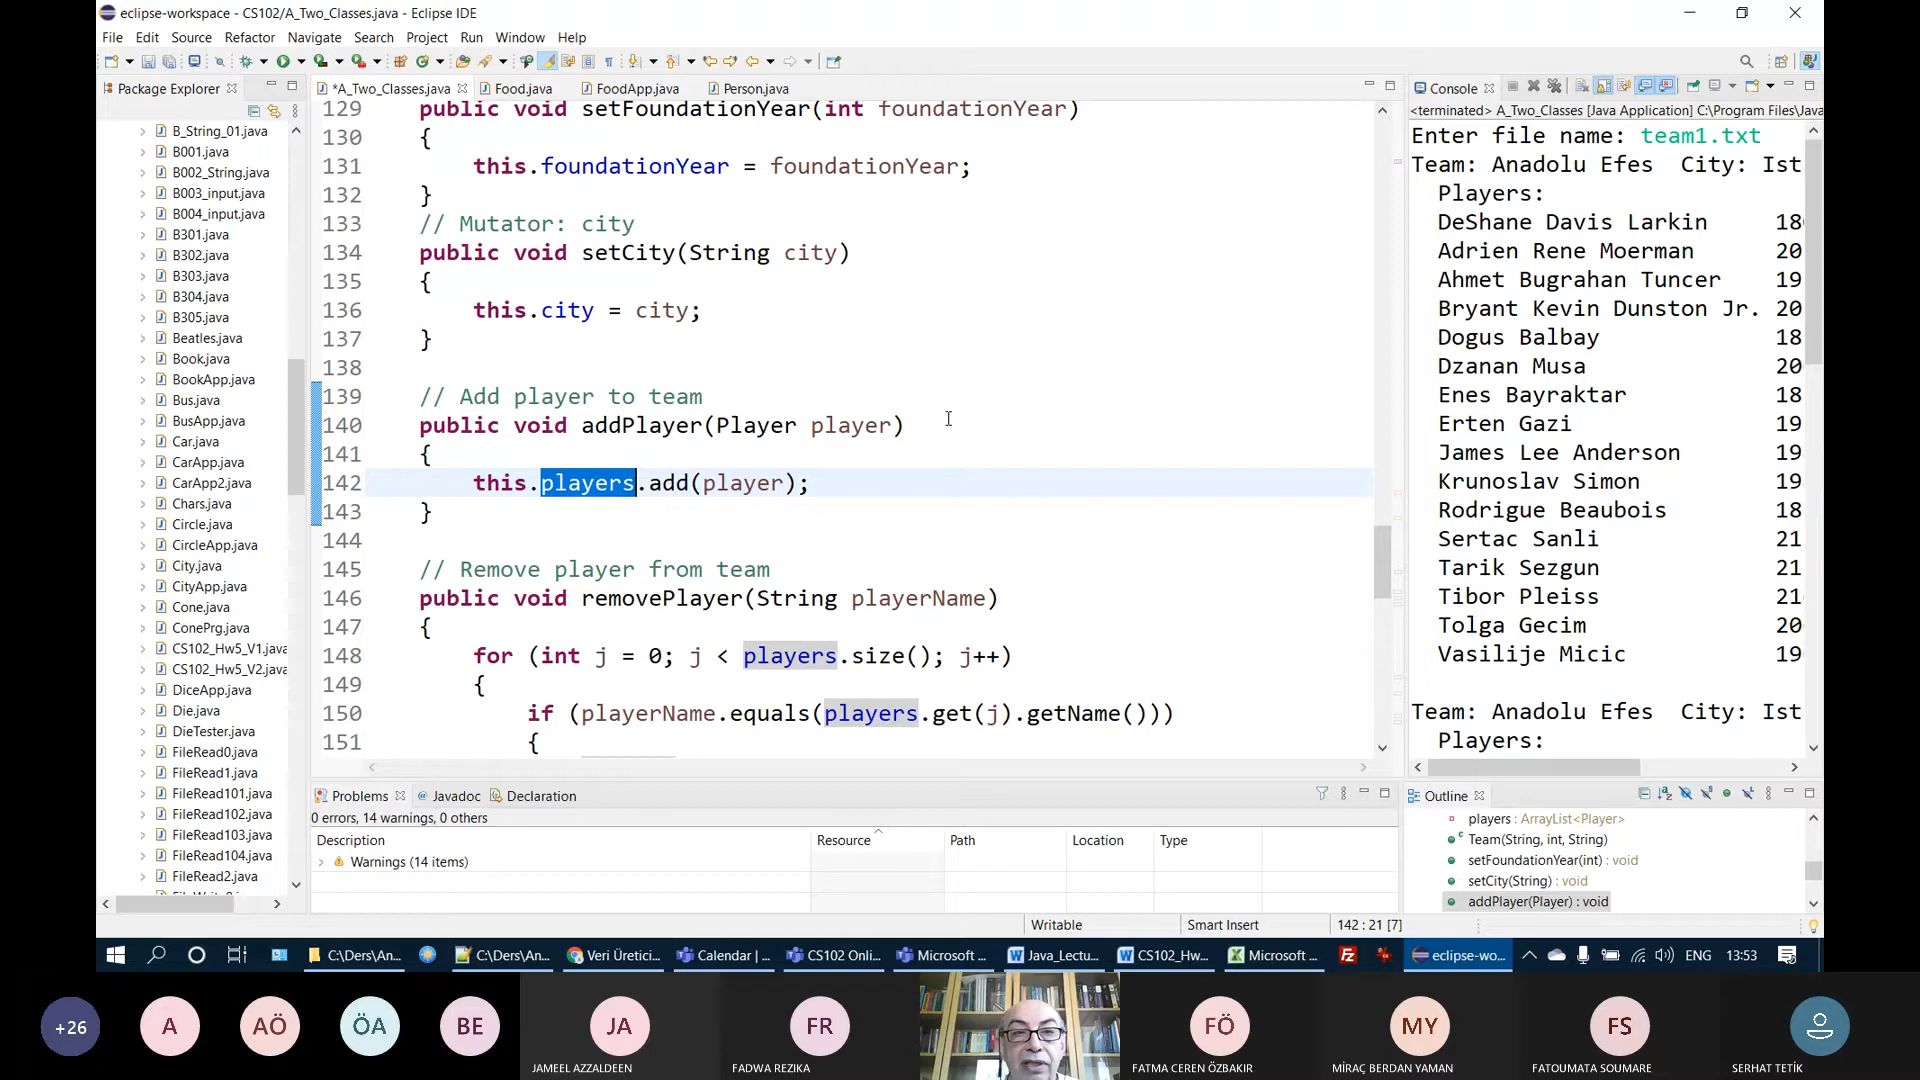 eclipse-workspace - CS102/A_Two_Classes.java - Eclipse IDE
File Edit Source Refactor Navigate Search Project Run Window Help
Package Explorer
B_String_01.java
B001.java
B002_String.java
B003_input.java
B004_input.java
B301.java
B302.java
B303.java
B304.java
B305.java
Beatles.java
Book.java
BookApp.java
Bus.java
BusApp.java
Car.java
CarApp.java
CarApp2.java
Chars.java
Circle.java
CircleApp.java
City.java
CityApp.java
Cone.java
ConePrg.java
CS102_Hw5_V1.java
CS102_Hw5_V2.java
DiceApp.java
Die.java
DieTester.java
FileRead0.java
FileRead1.java
FileRead101.java
FileRead102.java
FileRead103.java
FileRead104.java
FileRead2.java
*A_Two_Classes.java Food.java FoodApp.java Person.java
129 public void setFoundationYear(int foundationYear)
130 {
131 this.foundationYear = foundationYear;
132 }
133 // Mutator: city
134 public void setCity(String city)
135 {
136 this.city = city;
137 }
138
139 // Add player to team
140 public void addPlayer(Player player)
141 {
142 this.players.add(player);
143 }
144
145 // Remove player from team
146 public void removePlayer(String playerName)
147 {
148 for (int j = 0; j < players.size(); j++)
149 {
150 if (playerName.equals(players.get(j).getName()))
151 {
Console
<terminated> A_Two_Classes [Java Application] C:\Program Files\Java
Enter file name: team1.txt
Team: Anadolu Efes City: Ist
Players:
DeShane Davis Larkin 18
Adrien Rene Moerman 20
Ahmet Bugrahan Tuncer 19
Bryant Kevin Dunston Jr. 20
Dogus Balbay 18
Dzanan Musa 20
Enes Bayraktar 18
Erten Gazi 19
James Lee Anderson 20
Krunoslav Simon 19
Rodrigue Beaubois 18
Sertac Sanli 21
Tarik Sezgun 21
Tibor Pleiss 21
Tolga Gecim 20
Vasilije Micic 19
Team: Anadolu Efes City: Ist
Players:
Problems Javadoc Declaration
0 errors, 14 warnings, 0 others
Description Resource Path Location Type
Warnings (14 items)
Outline
players : ArrayList<Player>
Team(String, int, String)
setFoundationYear(int) : void
setCity(String) : void
addPlayer(Player) : void
Writable Smart Insert 142 : 21 [7]
C:\Ders\An... C:\Ders\An... Veri Üretici... Calendar | ... CS102 Onli... Microsoft ... Java_Lectu... CS102_Hw... Microsoft ... eclipse-wo... ENG 13:53
+26 A AÖ ÖA BE JA FR FÖ MY FS
JAMEEL AZZALDEEN FADWA REZIKA FATMA CEREN ÖZBAKIR MİRAÇ BERDAN YAMAN FATOUMATA SOUMARE SERHAT TETİK